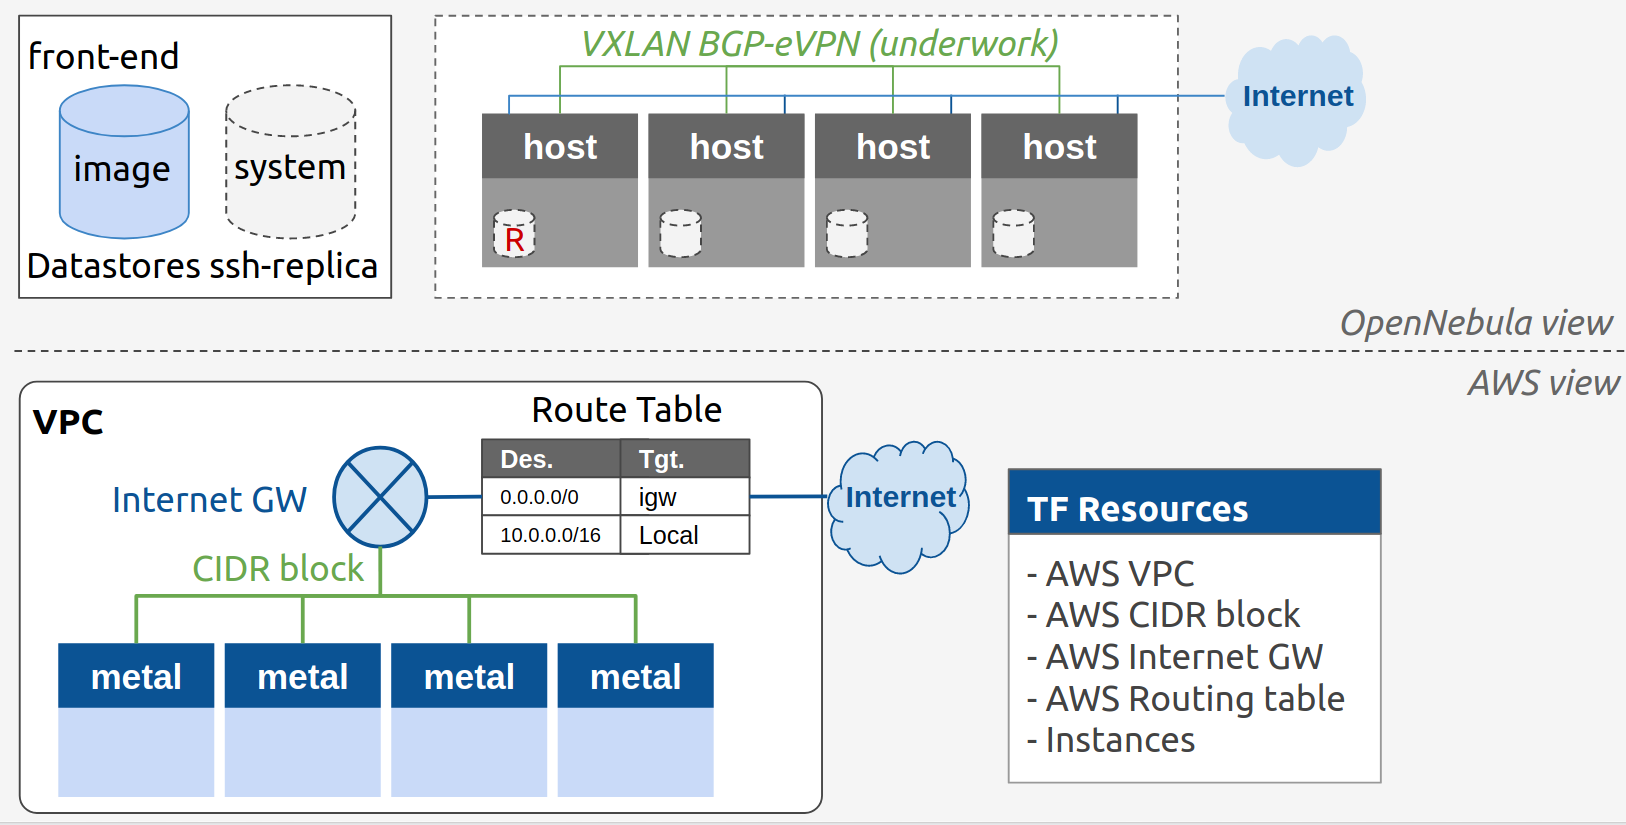 front-end
image
system
Datastores ssh-replica
VXLAN BGP-eVPN (underwork)
Internet
host
host
host
host
R
OpenNebula view
AWS view
VPC
Route Table
Des.
Tgt.
0.0.0.0/0
igw
10.0.0.0/16
Local
Internet GW
Internet
CIDR block
metal
metal
metal
metal
TF Resources
- AWS VPC
- AWS CIDR block
- AWS Internet GW
- AWS Routing table
- Instances